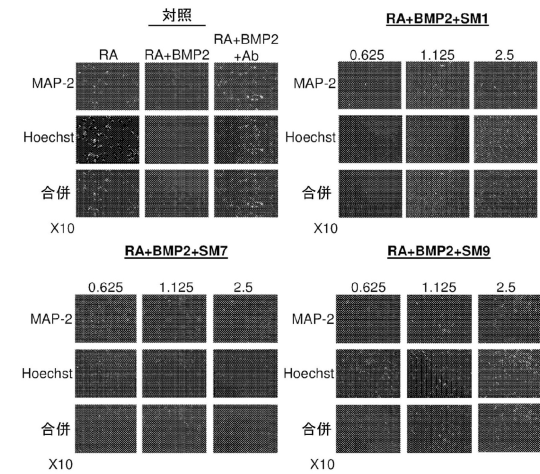 対照
RA RA+BMP2 RA+BMP2+Ab
MAP-2
Hoechst
合併
X10
RA+BMP2+SM1
0.625 1.125 2.5
MAP-2
Hoechst
合併
X10
RA+BMP2+SM7
0.625 1.125 2.5
MAP-2
Hoechst
合併
X10
RA+BMP2+SM9
0.625 1.125 2.5
MAP-2
Hoechst
合併
X10